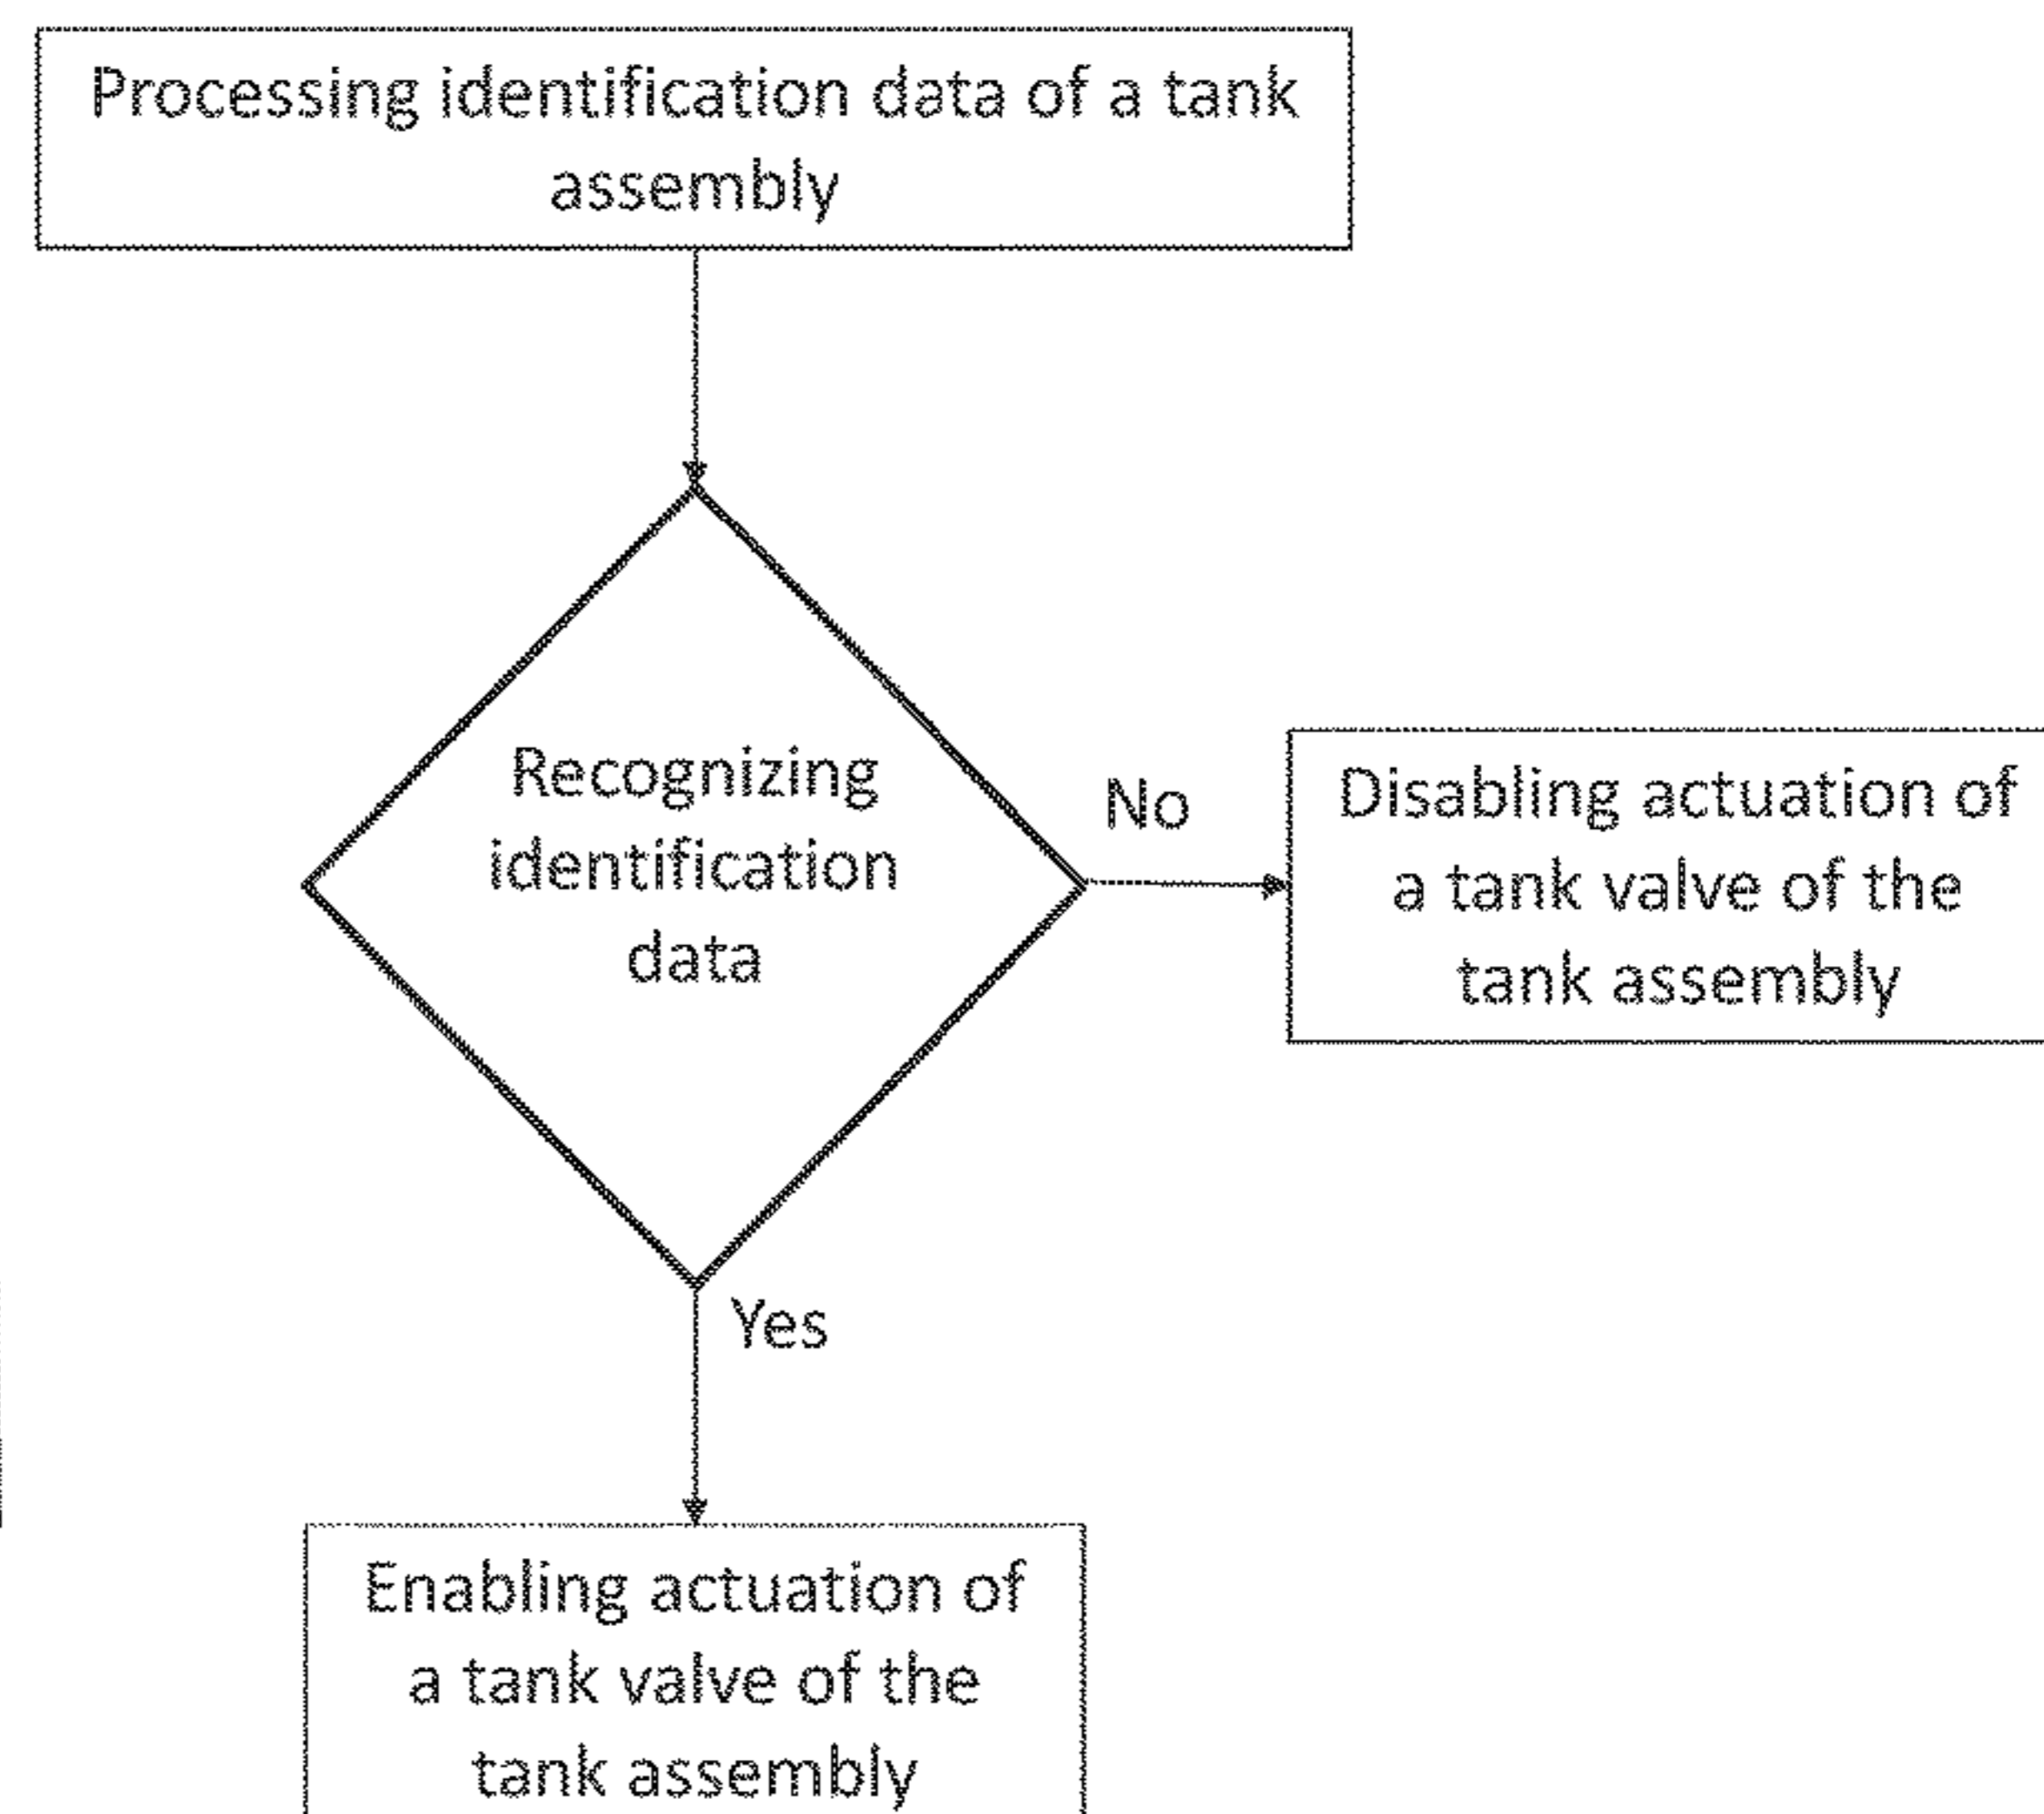 Processing identification data of a tank
assembly
Recognizing
identification
data
No
Disabling actuation of
a tank valve of the
tank assembly
Yes
Enabling actuation of
a tank valve of the
tank assembly